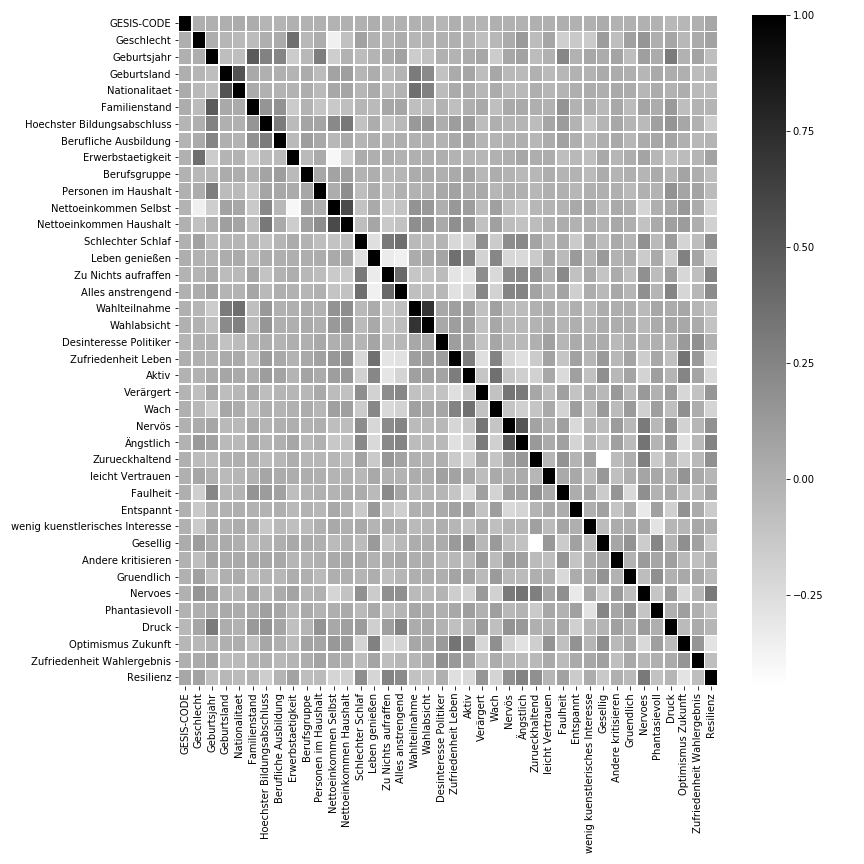 GESIS-CODE
Geschlecht
Geburtsjahr
Geburtsland
Nationalitaet
Familienstand
Hoechster Bildungsabschluss
Berufliche Ausbildung
Erwerbstaetigkeit
Berufsgruppe
Personen im Haushalt
Nettoeinkommen Selbst
Nettoeinkommen Haushalt
Schlechter Schlaf
Leben genießen
Zu Nichts aufraffen
Alles anstrengend
Wahlteilnahme
Wahlabsicht
Desinteresse Politiker
Zufriedenheit Leben
Aktiv
Verärgert
Wach
Nervös
Ängstlich
Zurueckhaltend
leicht Vertrauen
Faulheit
Entspannt
wenig kuenstlerisches Interesse
Gesellig
Andere kritisieren
Gruendlich
Nervoes
Phantasievoll
Druck
Optimismus Zukunft
Zufriedenheit Wahlergebnis
Resilienz
GESIS-CODE
Geschlecht
Geburtsjahr
Geburtsland
Nationalitaet
Familienstand
Hoechster Bildungsabschluss
Berufliche Ausbildung
Erwerbstaetigkeit
Berufsgruppe
Personen im Haushalt
Nettoeinkommen Selbst
Nettoeinkommen Haushalt
Schlechter Schlaf
Leben genießen
Zu Nichts aufraffen
Alles anstrengend
Wahlteilnahme
Wahlabsicht
Desinteresse Politiker
Zufriedenheit Leben
Aktiv
Verärgert
Wach
Nervös
Ängstlich
Zurueckhaltend
leicht Vertrauen
Faulheit
Entspannt
wenig kuenstlerisches Interesse
Gesellig
Andere kritisieren
Gruendlich
Nervoes
Phantasievoll
Druck
Optimismus Zukunft
Zufriedenheit Wahlergebnis
Resilienz
1.00
0.75
0.50
0.25
0.00
−0.25